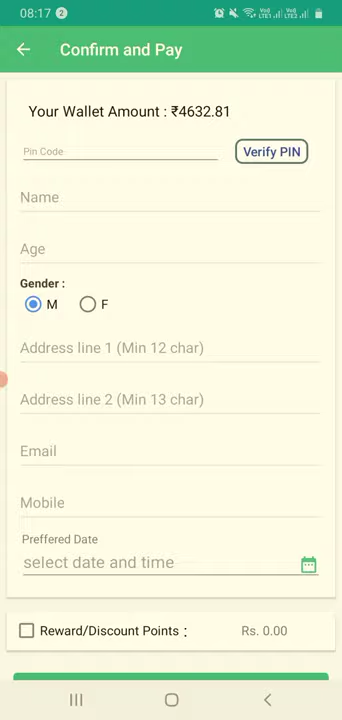 08:17 2 Vo) LTE1 Vo) LTE2
Confirm and Pay
Your Wallet Amount : ₹4632.81
Pin Code
Verify PIN
Name
Age
Gender :
M F
Address line 1 (Min 12 char)
Address line 2 (Min 13 char)
Email
Mobile
Preffered Date
select date and time
Reward/Discount Points : Rs. 0.00